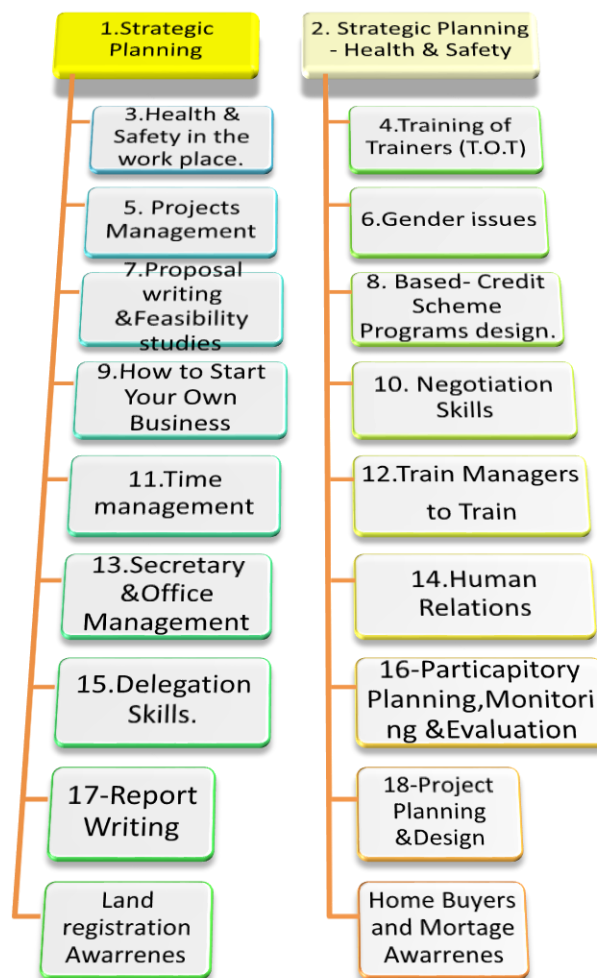 1.Strategic
Planning
2. Strategic Planning
- Health & Safety
3.Health &
Safety in the
work place.
4.Training of
Trainers (T.O.T)
5. Projects
Management
6.Gender issues
7.Proposal
writing
&Feasibility
studies
8. Based- Credit
Scheme
Programs design.
9.How to Start
Your Own
Business
10. Negotiation
Skills
11.Time
management
12.Train Managers
to Train
13.Secretary
&Office
Management
14.Human
Relations
15.Delegation
Skills.
16-Particapitory
Planning,Monitori
ng &Evaluation
17-Report
Writing
18-Project
Planning
&Design
Land
registration
Awarrenes
Home Buyers
and Mortage
Awarrenes